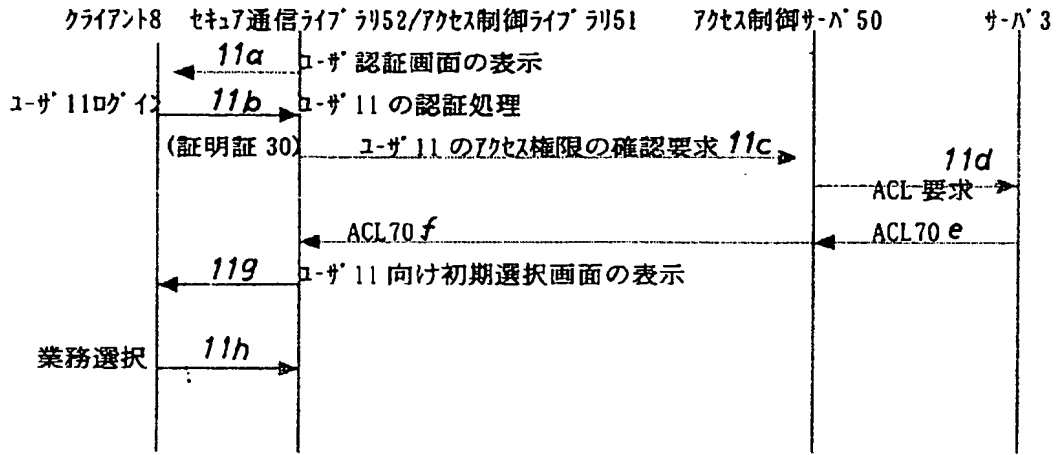 クライアント8 セキュア通信ライブラリ52/アクセス制御ライブラリ51 アクセス制御サーバ50 サーバ3
11a ユーザ認証画面の表示
ユーザ11ログイン 11b ユーザ11の認証処理
(証明証30) ユーザ11のアクセス権限の確認要求 11c
11d
ACL要求
ACL70 f ACL70 e
11g ユーザ11向け初期選択画面の表示
業務選択 11h